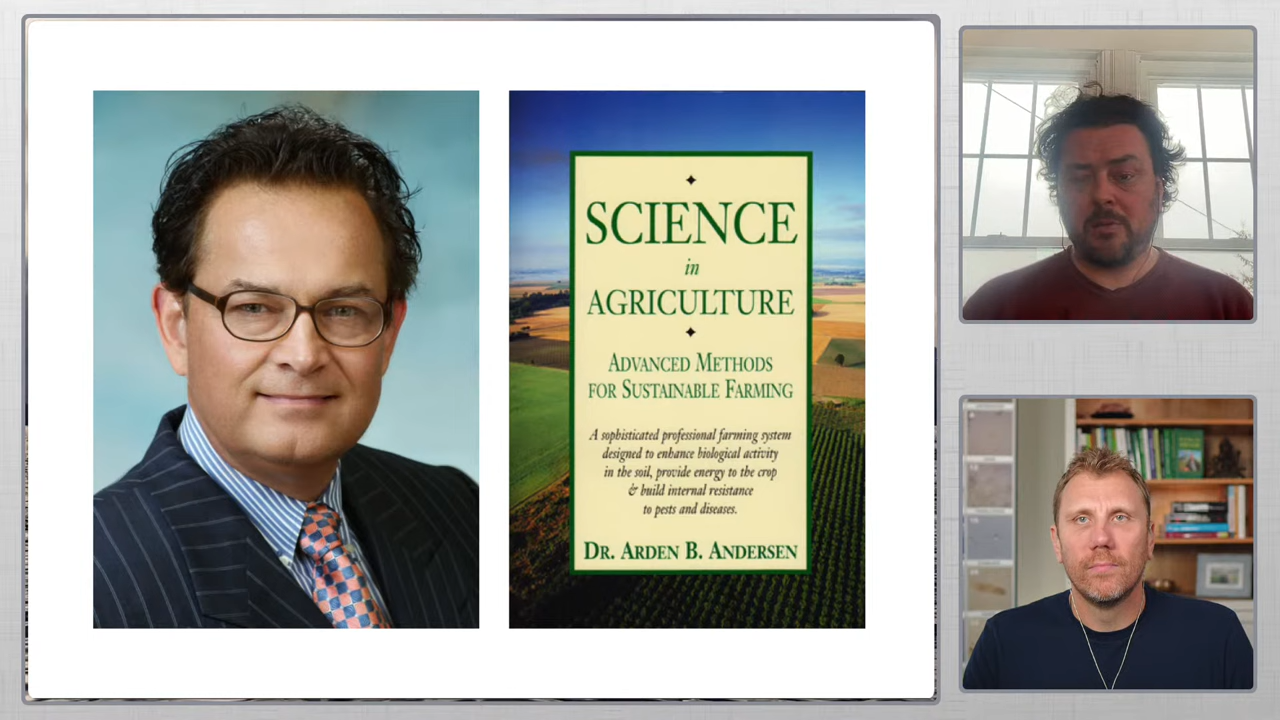 SCIENCE
in
AGRICULTURE
ADVANCED METHODS
FOR SUSTAINABLE FARMING
A sophisticated professional farming system
designed to enhance biological activity
in the soil, provide energy to the crop
& build internal resistance
to pests and diseases.
DR. ARDEN B. ANDERSEN